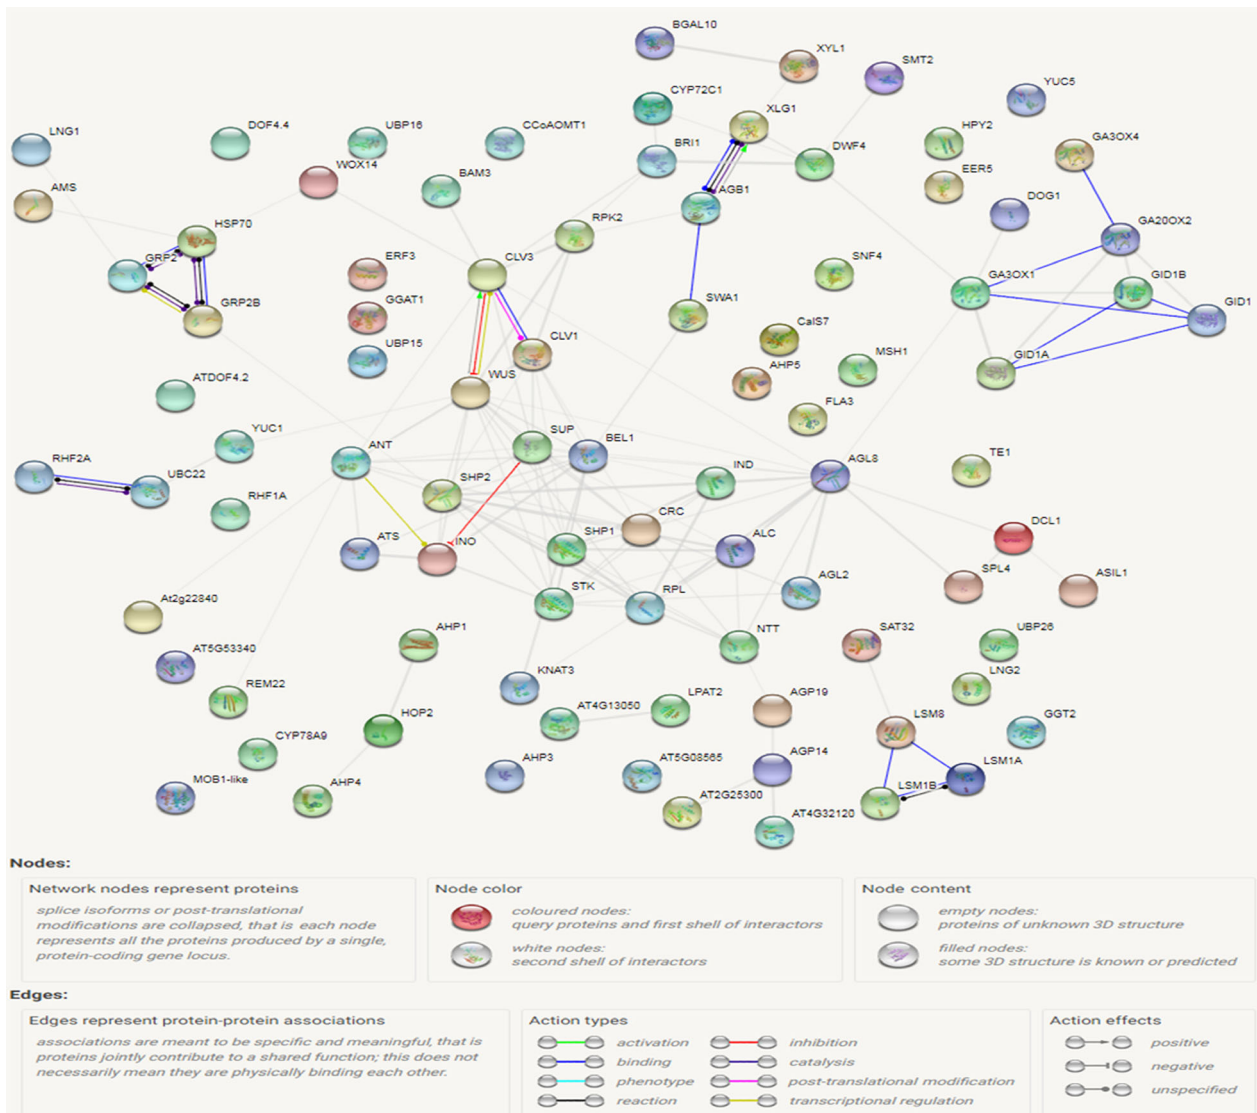 BGAL10
XYL1
SMT2
YUC5
CYP72C1
XLG1
LNG1
DOF4.4
UBP16
CCoAOMT1
HPY2
GA3OX4
BRI1
DWF4
WOX14
BAM3
EER5
AMS
AGB1
DOG1
HSP70
RPK2
GA20OX2
GRP2
ERF3
CLV3
SNF4
GA3OX1
GID1B
GRP2B
GGAT1
SWA1
GID1
CLV1
CalS7
UBP15
MSH1
GID1A
WUS
AHP5
ATDOF4.2
FLA3
YUC1
SUP
BEL1
ANT
RHF2A
UBC22
IND
AGL8
TE1
SHP2
RHF1A
CRC
DCL1
ATS
INO
SHP1
ALC
SPL4
ASIL1
STK
RPL
AGL2
At2g22840
AHP1
NTT
SAT32
UBP26
AT5G53340
KNAT3
LNG2
REM22
AT4G13050
LPAT2
AGP19
HOP2
LSM8
GGT2
CYP78A9
AHP3
AT5G08565
AGP14
LSM1A
MOB1-like
AHP4
AT2G25300
LSM1B
AT4G32120
Nodes:
Network nodes represent proteins
splice isoforms or post-translational
modifications are collapsed, that is each node
represents all the proteins produced by a single,
protein-coding gene locus.
Node color
coloured nodes:
query proteins and first shell of interactors
white nodes:
second shell of interactors
Node content
empty nodes:
proteins of unknown 3D structure
filled nodes:
some 3D structure is known or predicted
Edges:
Edges represent protein-protein associations
associations are meant to be specific and meaningful, that is
proteins jointly contribute to a shared function; this does not
necessarily mean they are physically binding each other.
Action types
activation
binding
phenotype
reaction
inhibition
catalysis
post-translational modification
transcriptional regulation
Action effects
positive
negative
unspecified